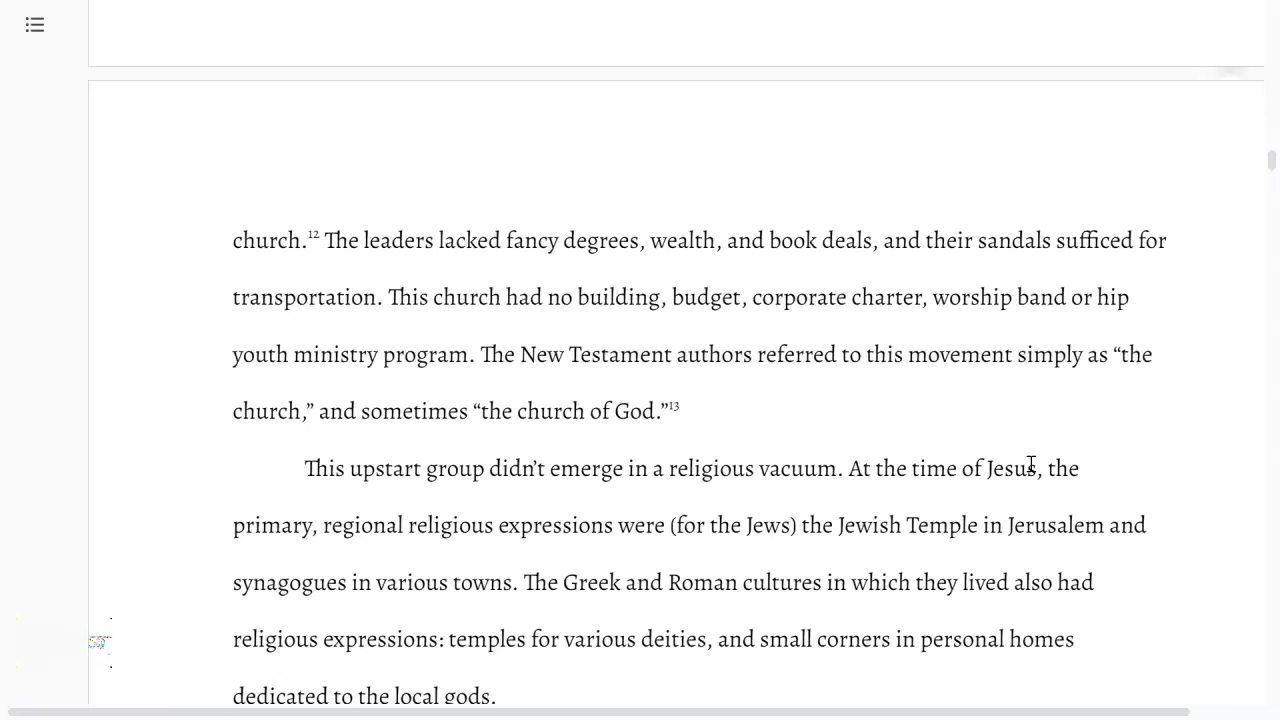 church.12 The leaders lacked fancy degrees, wealth, and book deals, and their sandals sufficed for
transportation. This church had no building, budget, corporate charter, worship band or hip
youth ministry program. The New Testament authors referred to this movement simply as “the
church,” and sometimes “the church of God.”13
This upstart group didn’t emerge in a religious vacuum. At the time of Jesus, the
primary, regional religious expressions were (for the Jews) the Jewish Temple in Jerusalem and
synagogues in various towns. The Greek and Roman cultures in which they lived also had
religious expressions: temples for various deities, and small corners in personal homes
dedicated to the local gods.